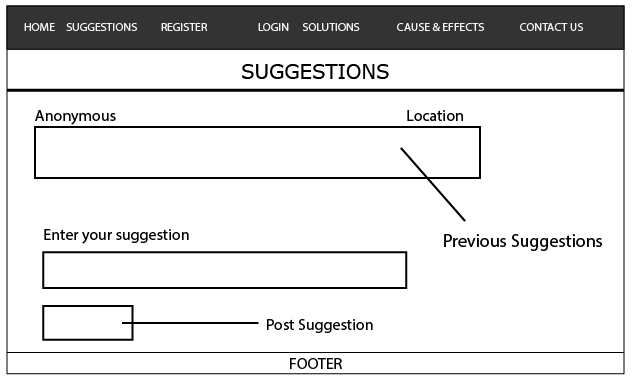 HOME SUGGESTIONS REGISTER LOGIN SOLUTIONS CAUSE & EFFECTS CONTACT US
SUGGESTIONS
Anonymous Location
Previous Suggestions
Enter your suggestion
Post Suggestion
FOOTER